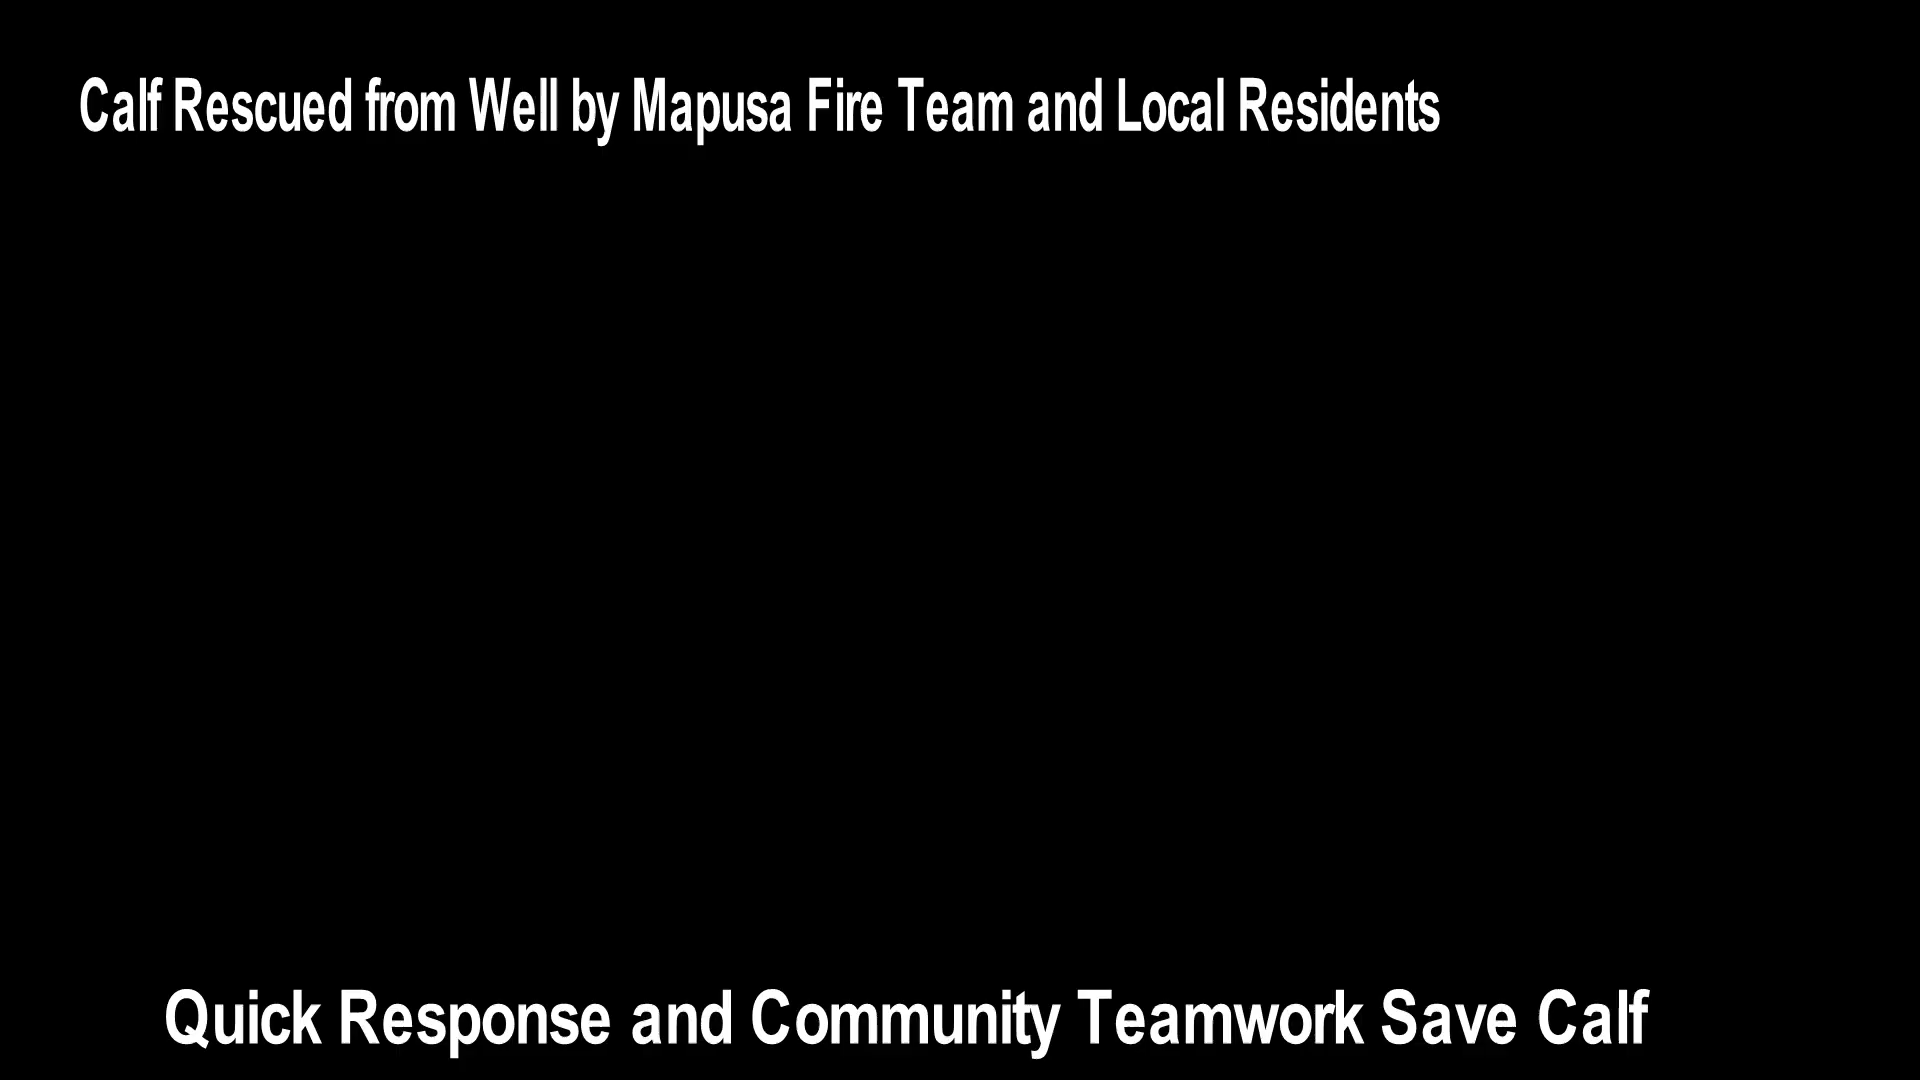 Calf Rescued from Well by Mapusa Fire Team and Local Residents
Quick Response and Community Teamwork Save Calf